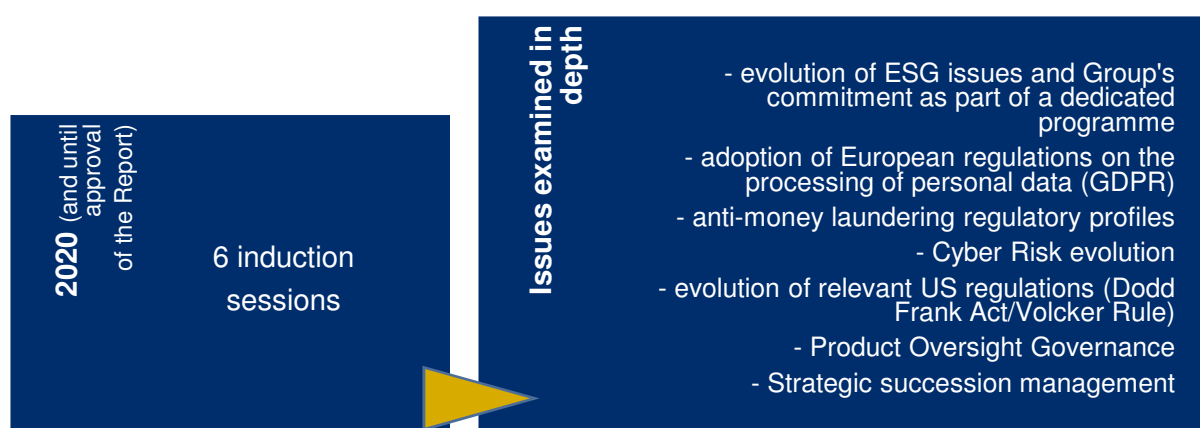 2020 (and until
approval
of the Report)
6 induction
sessions
Issues examined in
depth
- evolution of ESG issues and Group's
commitment as part of a dedicated
programme
- adoption of European regulations on the
processing of personal data (GDPR)
- anti-money laundering regulatory profiles
- Cyber Risk evolution
- evolution of relevant US regulations (Dodd
Frank Act/Volcker Rule)
- Product Oversight Governance
- Strategic succession management